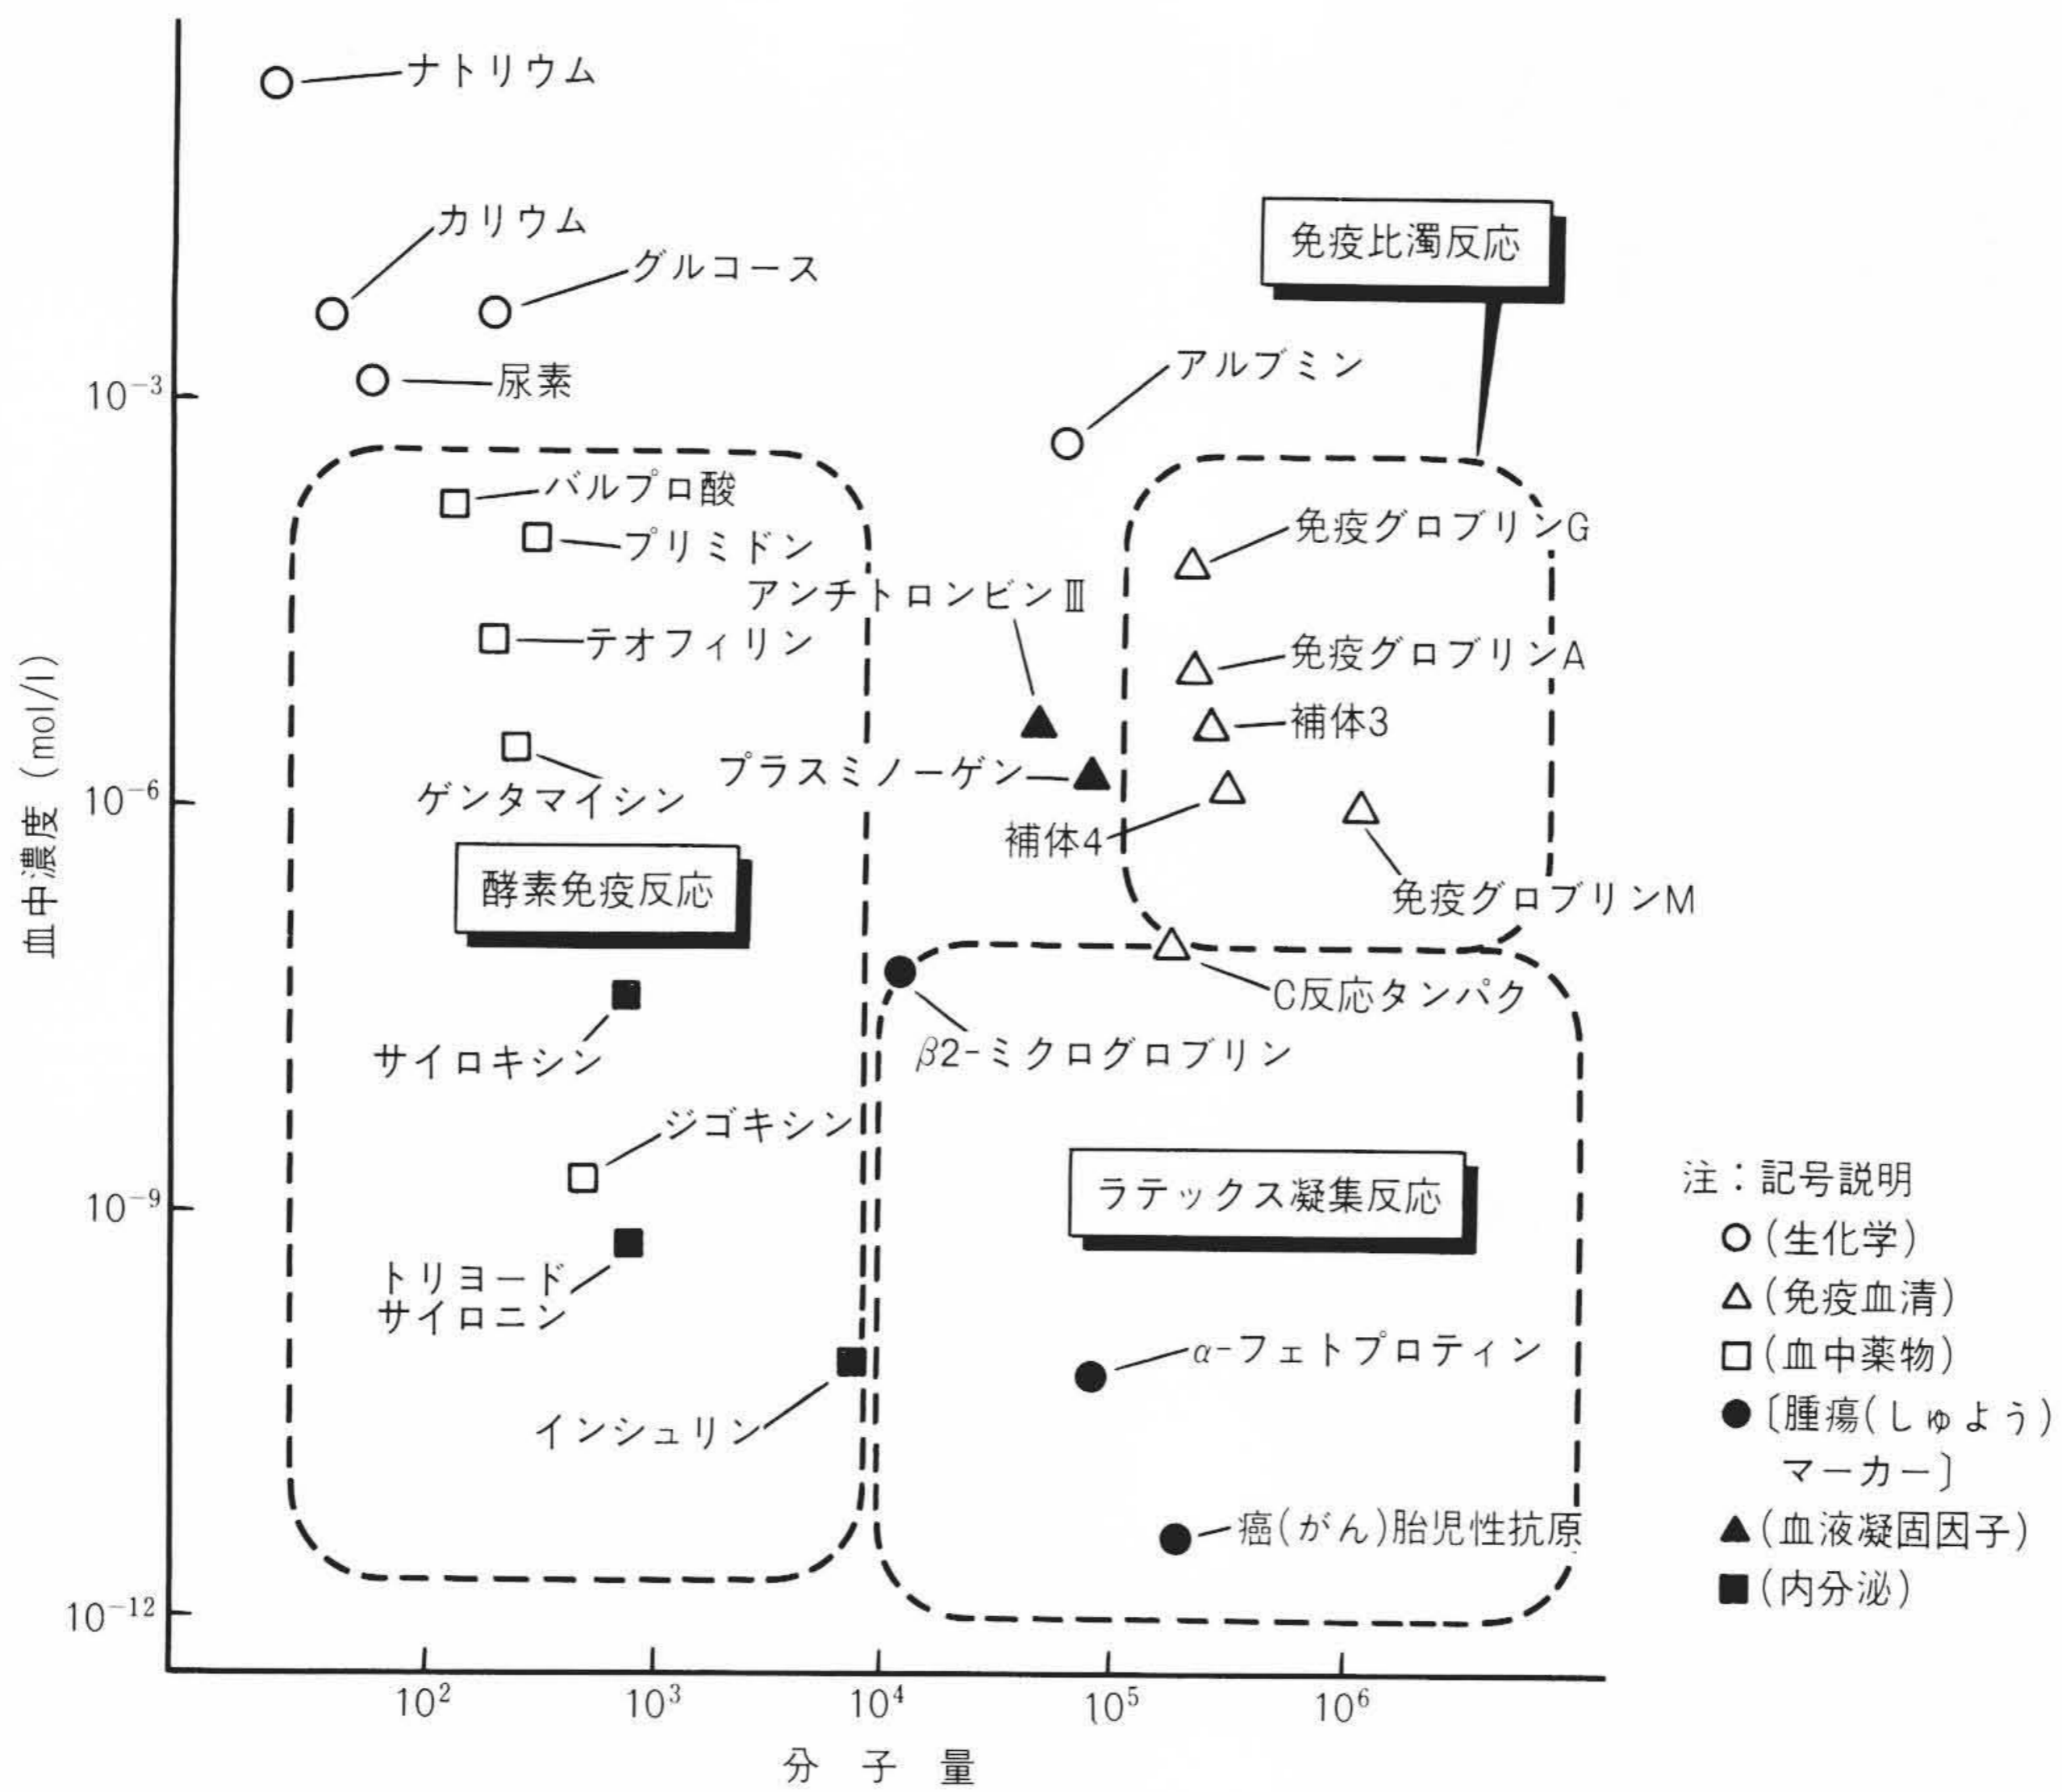 ナトリウム
カリウム
グルコース
尿素
免疫比濁反応
アルブミン
10⁻³
バルプロ酸
プリミドン
免疫グロブリンG
アンチトロンビンⅢ
テオフィリン
免疫グロブリンA
補体3
プラスミノーゲン
ゲンタマイシン
10⁻⁶
補体4
酵素免疫反応
免疫グロブリンM
血中濃度 (mol/l)
C反応タンパク
サイロキシン
β2-ミクログロブリン
ジゴキシン
10⁻⁹
ラテックス凝集反応
トリヨード
サイロニン
α-フェトプロティン
インシュリン
癌(がん)胎児性抗原
10⁻¹²
10²
10³
10⁴
10⁵
10⁶
分子量
注：記号説明
○(生化学)
△(免疫血清)
□(血中薬物)
●〔腫瘍(しゅよう)
マーカー〕
▲(血液凝固因子)
■(内分泌)